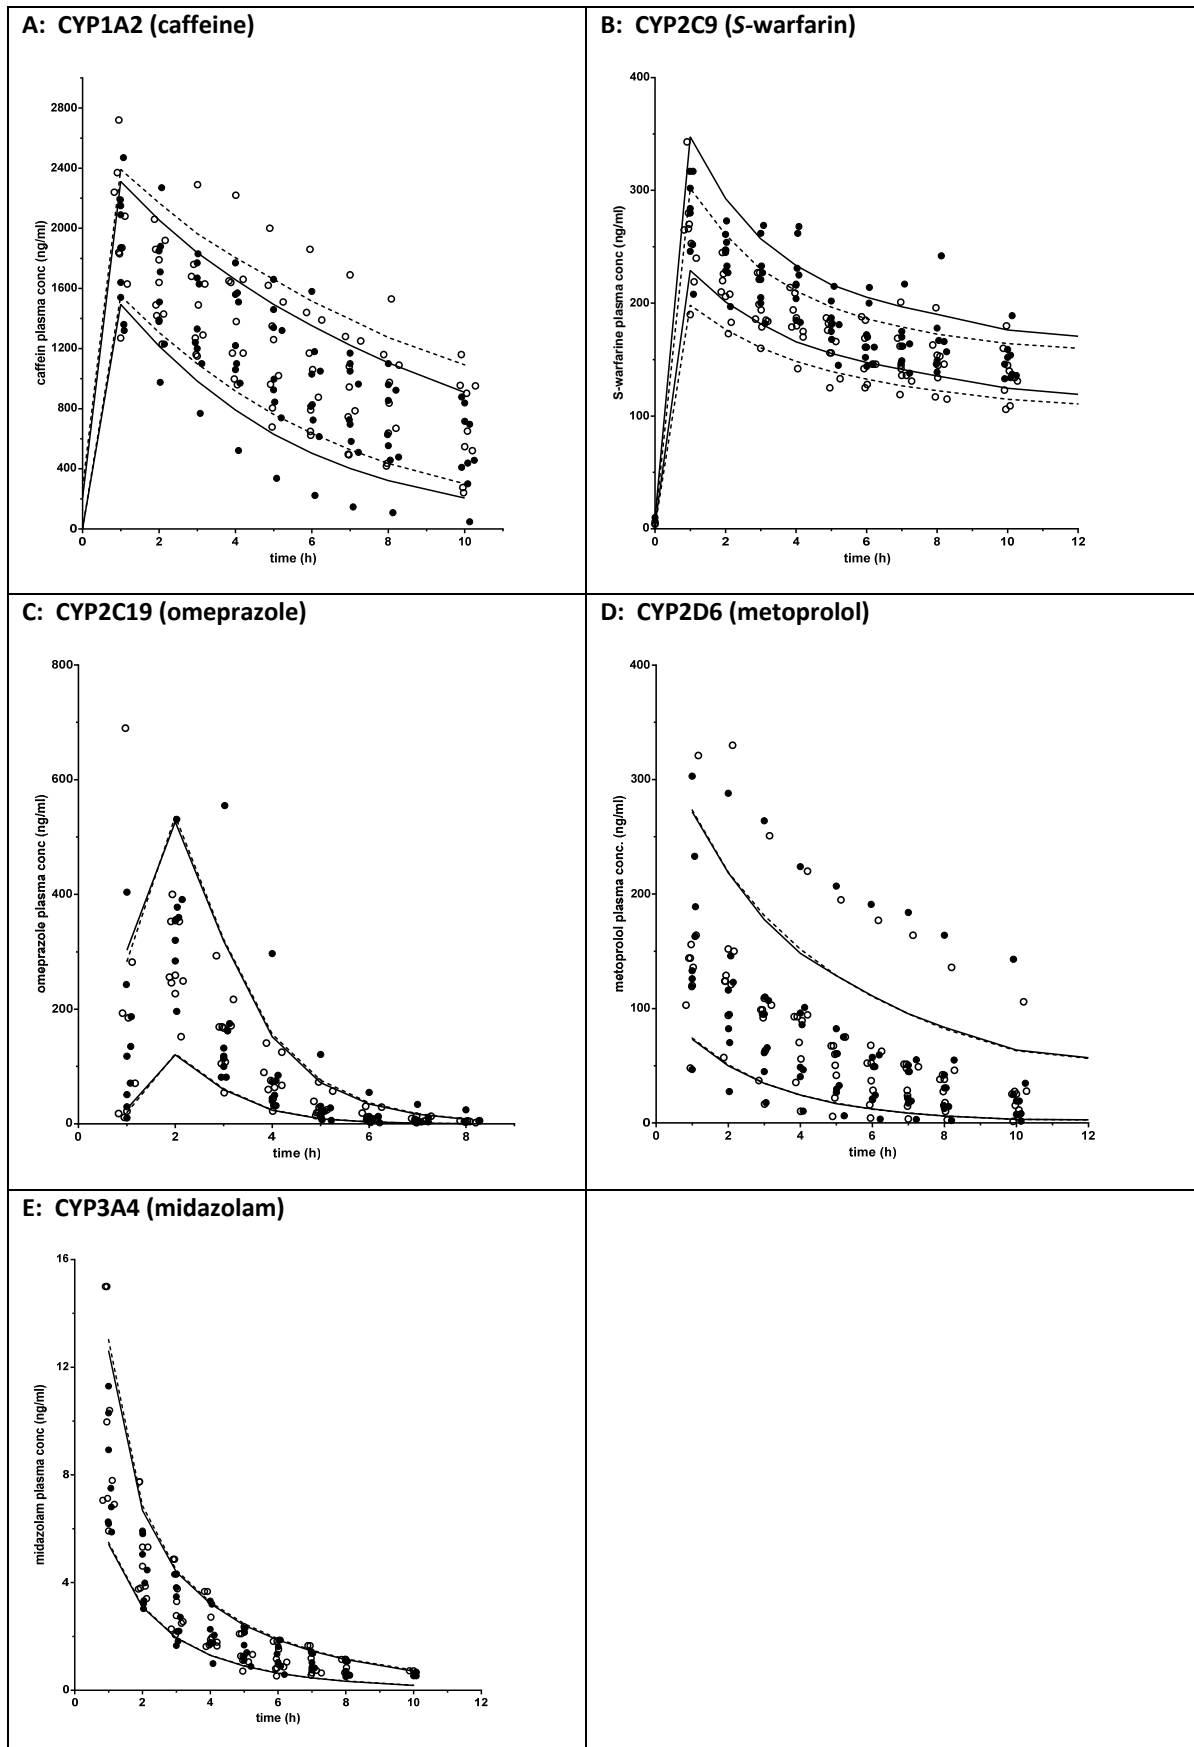 A: CYP1A2 (caffeine)
caffein plasma conc (ng/ml)
2800
2400
2000
1600
1200
800
400
0
0 2 4 6 8 10
time (h)
B: CYP2C9 (S-warfarin)
S-warfarine plasma conc (ng/ml)
400
300
200
100
0
0 2 4 6 8 10 12
time (h)
C: CYP2C19 (omeprazole)
omeprazole plasma conc (ng/ml)
800
600
400
200
0
0 2 4 6 8
time (h)
D: CYP2D6 (metoprolol)
metoprolol plasma conc. (ng/ml)
400
300
200
100
0
0 2 4 6 8 10 12
time (h)
E: CYP3A4 (midazolam)
midazolam plasma conc (ng/ml)
16
12
8
4
0
0 2 4 6 8 10 12
time (h)